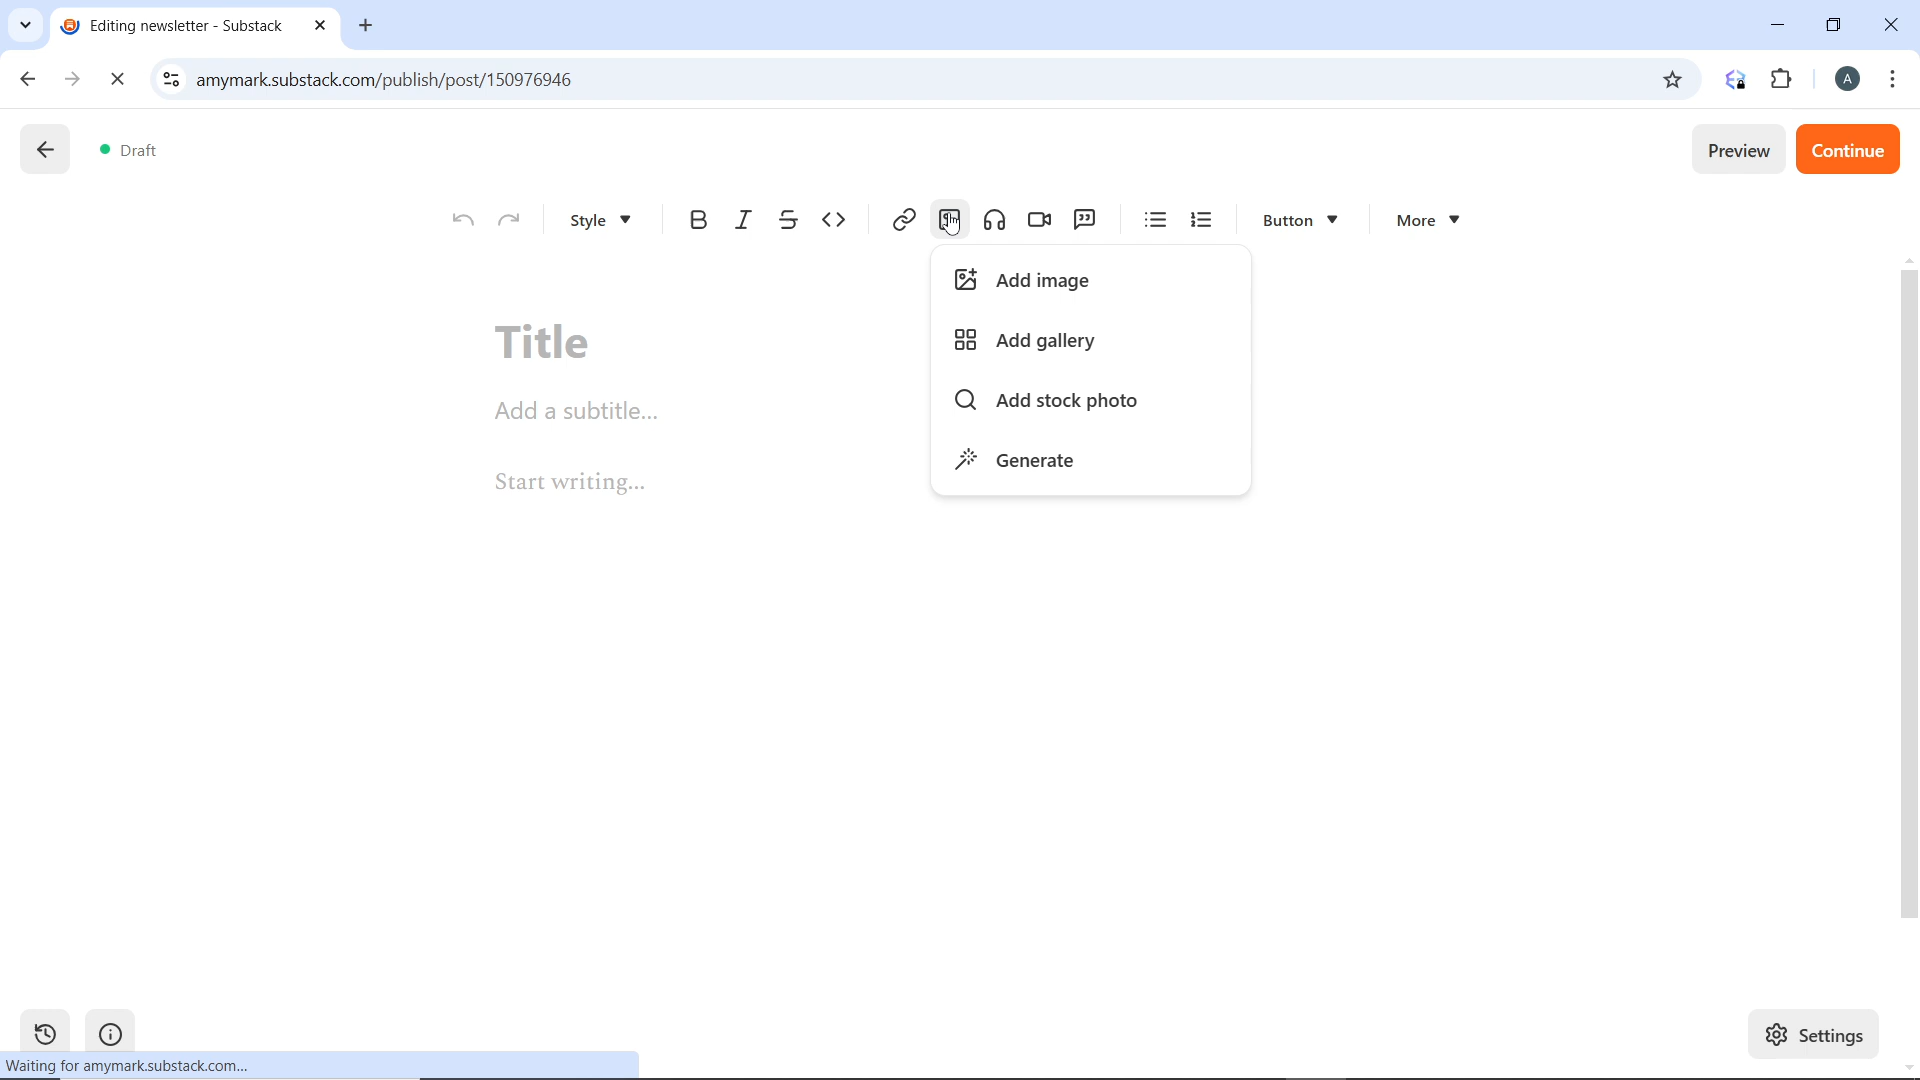 Editing newsletter - Substack
amymark.substack.com/publish/post/150976946
A
Draft
Preview
Continue
Style
More
Button
Add image
Add gallery
Add stock photo
Generate
Title
Add a subtitle...
Start writing...
Settings
Waiting for amymark.substack.com...